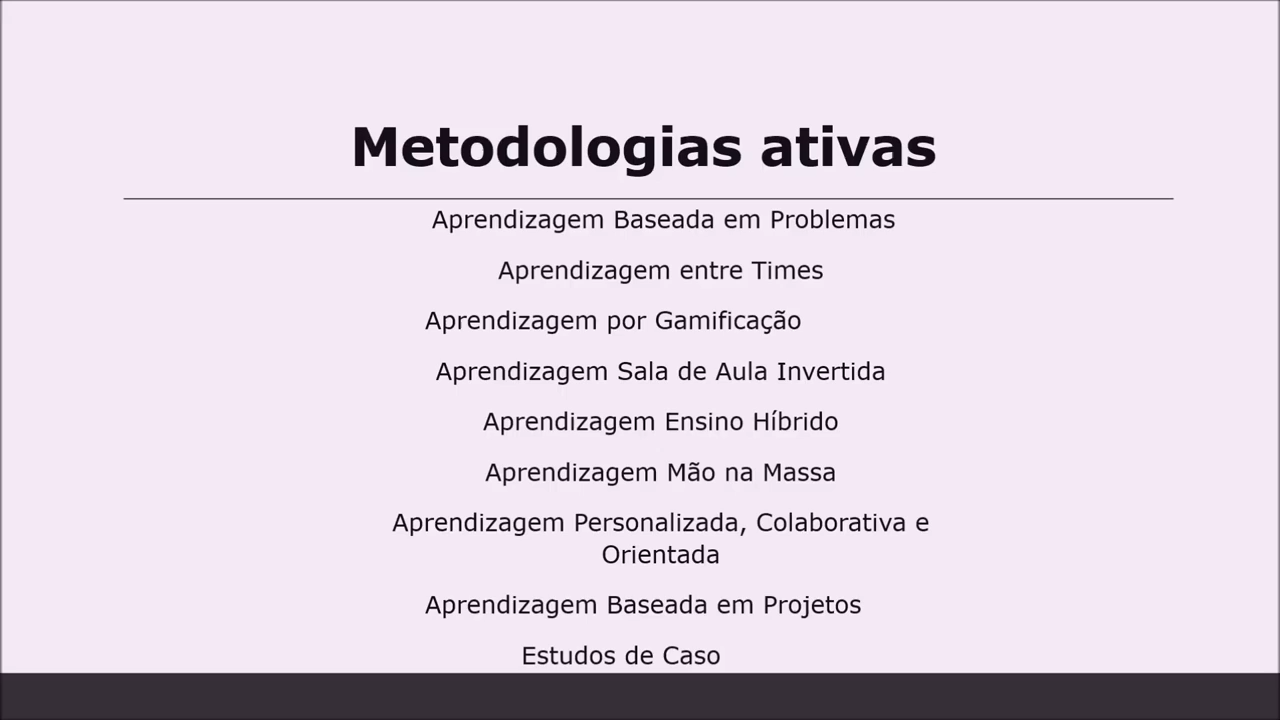 Metodologias ativas
Aprendizagem Baseada em Problemas
Aprendizagem entre Times
Aprendizagem por Gamificação
Aprendizagem Sala de Aula Invertida
Aprendizagem Ensino Híbrido
Aprendizagem Mão na Massa
Aprendizagem Personalizada, Colaborativa e
Orientada
Aprendizagem Baseada em Projetos
Estudos de Caso